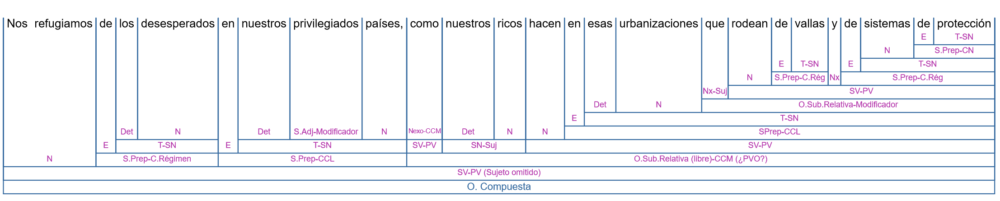 Nos refugiamos de los desesperados en nuestros privilegiados países, como nuestros ricos hacen en esas urbanizaciones que rodean de vallas y de sistemas de protección
E T-SN
N S.Prep-CN
E T-SN E T-SN
N S.Prep-C.Rég Nx S.Prep-C.Rég
Nx-Suj SV-PV
Det N O.Sub.Relativa-Modificador
E T-SN
Det N Det S.Adj-Modificador N Nexo-CCM Det N N SPrep-CCL
E T-SN E T-SN SV-PV SN-Suj SV-PV
N S.Prep-C.Régimen S.Prep-CCL O.Sub.Relativa (libre)-CCM (¿PVO?)
SV-PV (Sujeto omitido)
O. Compuesta